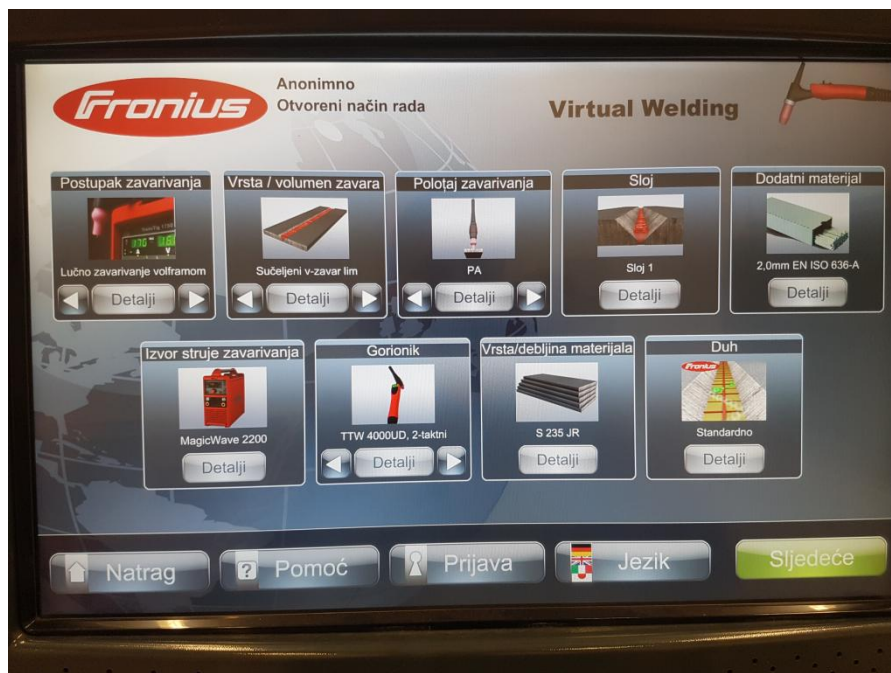 Fronius
Anonimno
Otvoreni način rada
Virtual Welding
Postupak zavarivanja
Lučno zavarivanje volframom
Detalji
Vrsta / volumen zavara
Sučeljeni v-zavar lim
Detalji
Polotaj zavarivanja
PA
Detalji
Sloj
Sloj 1
Detalji
Dodatni materijal
2,0mm EN ISO 636-A
Detalji
Izvor struje zavarivanja
MagicWave 2200
Detalji
Gorionik
TTW 4000UD, 2-taktni
Detalji
Vrsta/debljina materijala
S 235 JR
Detalji
Duh
Fronius
Standardno
Detalji
Natrag
? Pomoć
Prijava
Jezik
Sljedeće